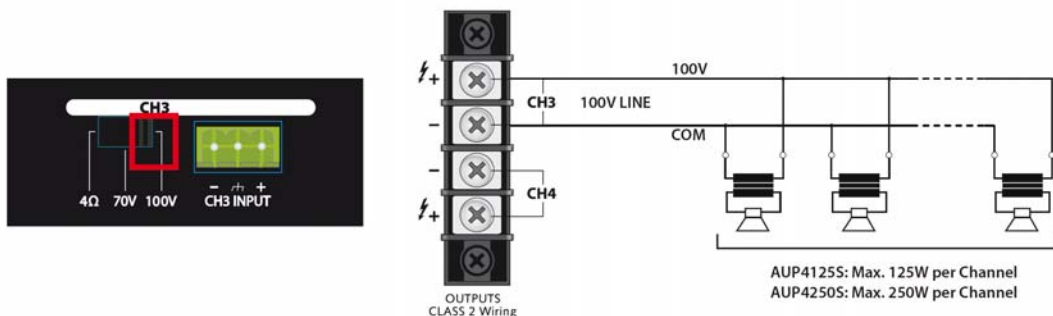 CH3
4Ω 70V 100V
− +
CH3 INPUT
+
−
−
+
CH3
CH4
OUTPUTS
CLASS 2 Wiring
100V
100V LINE
COM
AUP4125S: Max. 125W per Channel
AUP4250S: Max. 250W per Channel